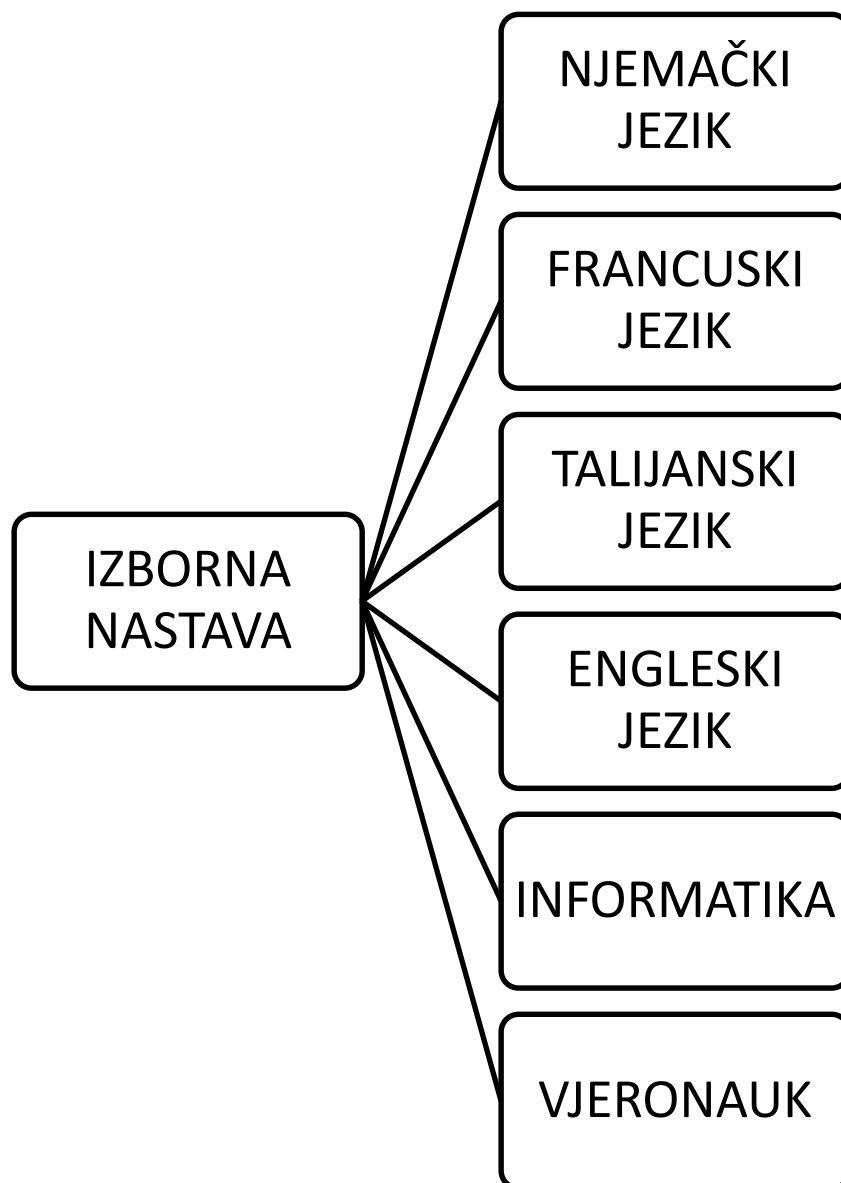 NJEMAČKI
JEZIK
FRANCUSKI
JEZIK
TALIJANSKI
JEZIK
IZBORNA
NASTAVA
ENGLESKI
JEZIK
INFORMATIKA
VJERONAUK